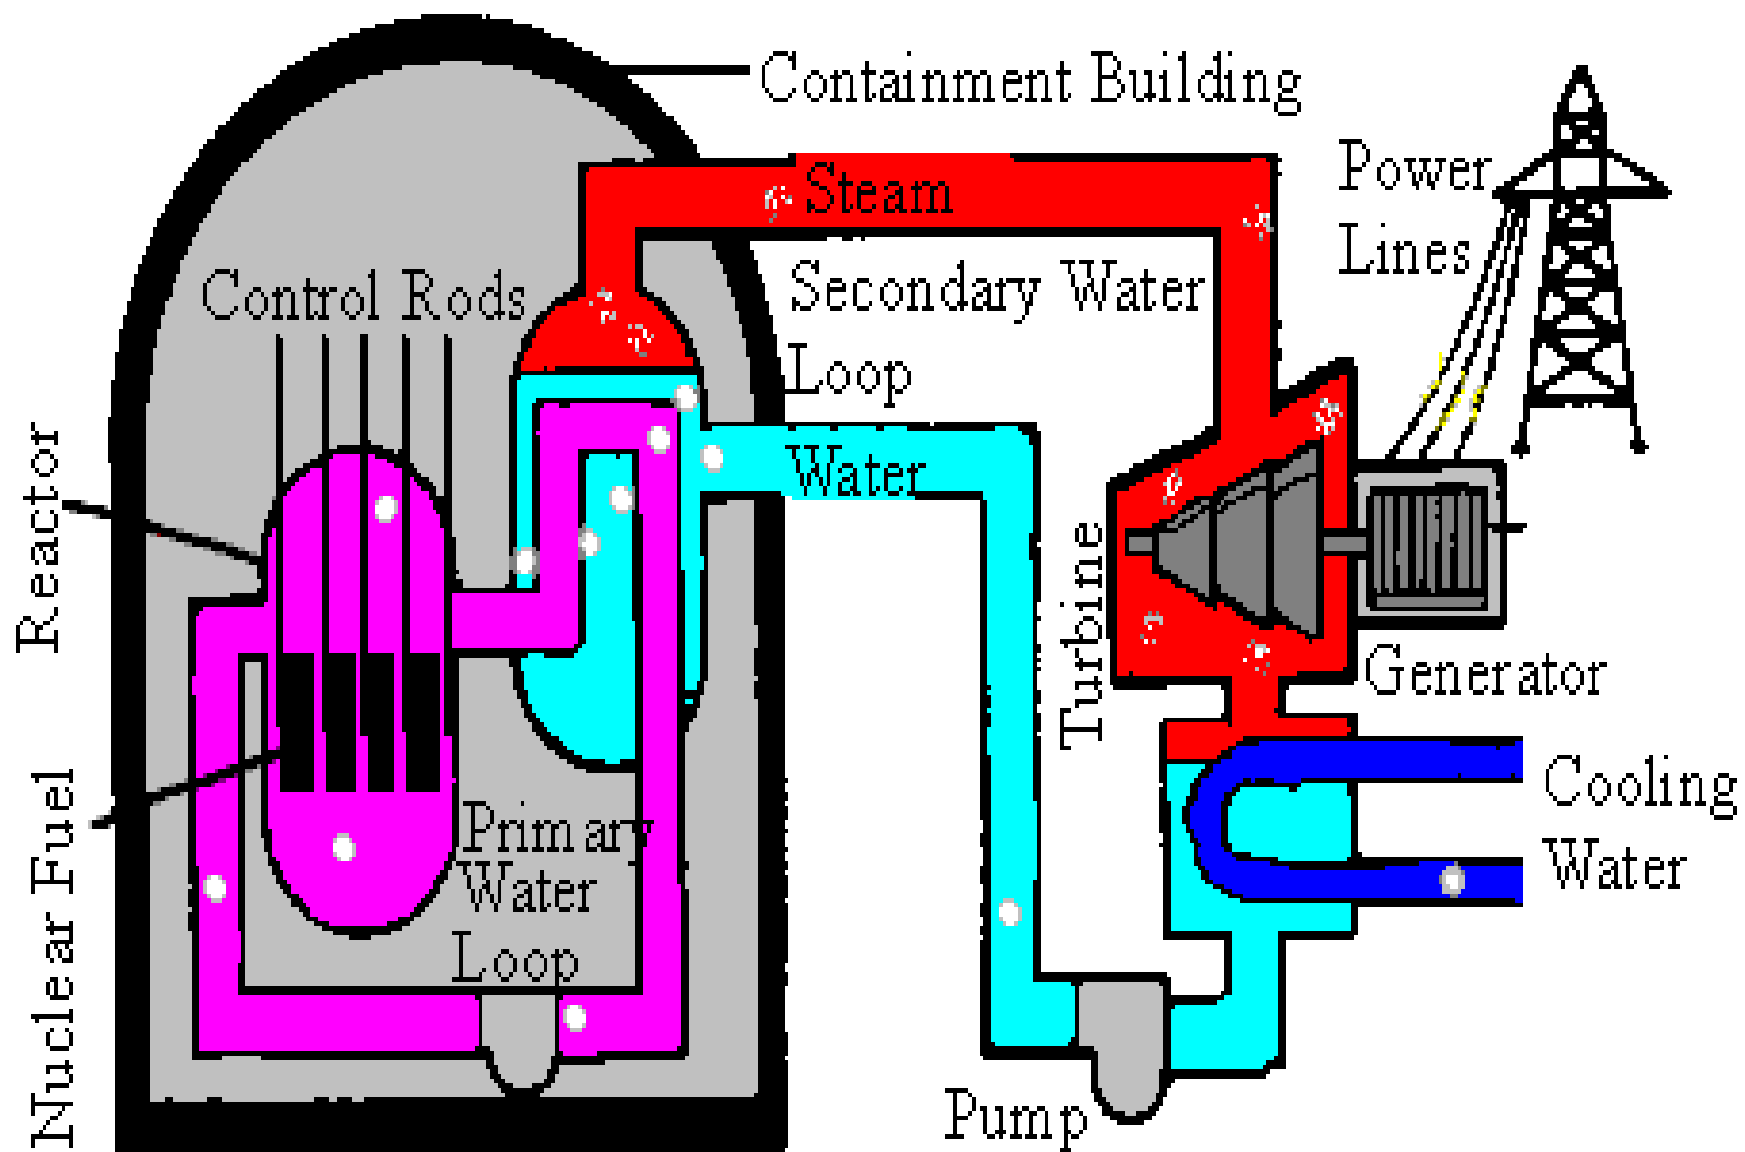 Containment Building
Steam
Power
Lines
Control Rods
Secondary Water
Loop
Water
Reactor
Turbine
Generator
Nuclear Fuel
Primary
Water
Loop
Cooling
Water
Pump